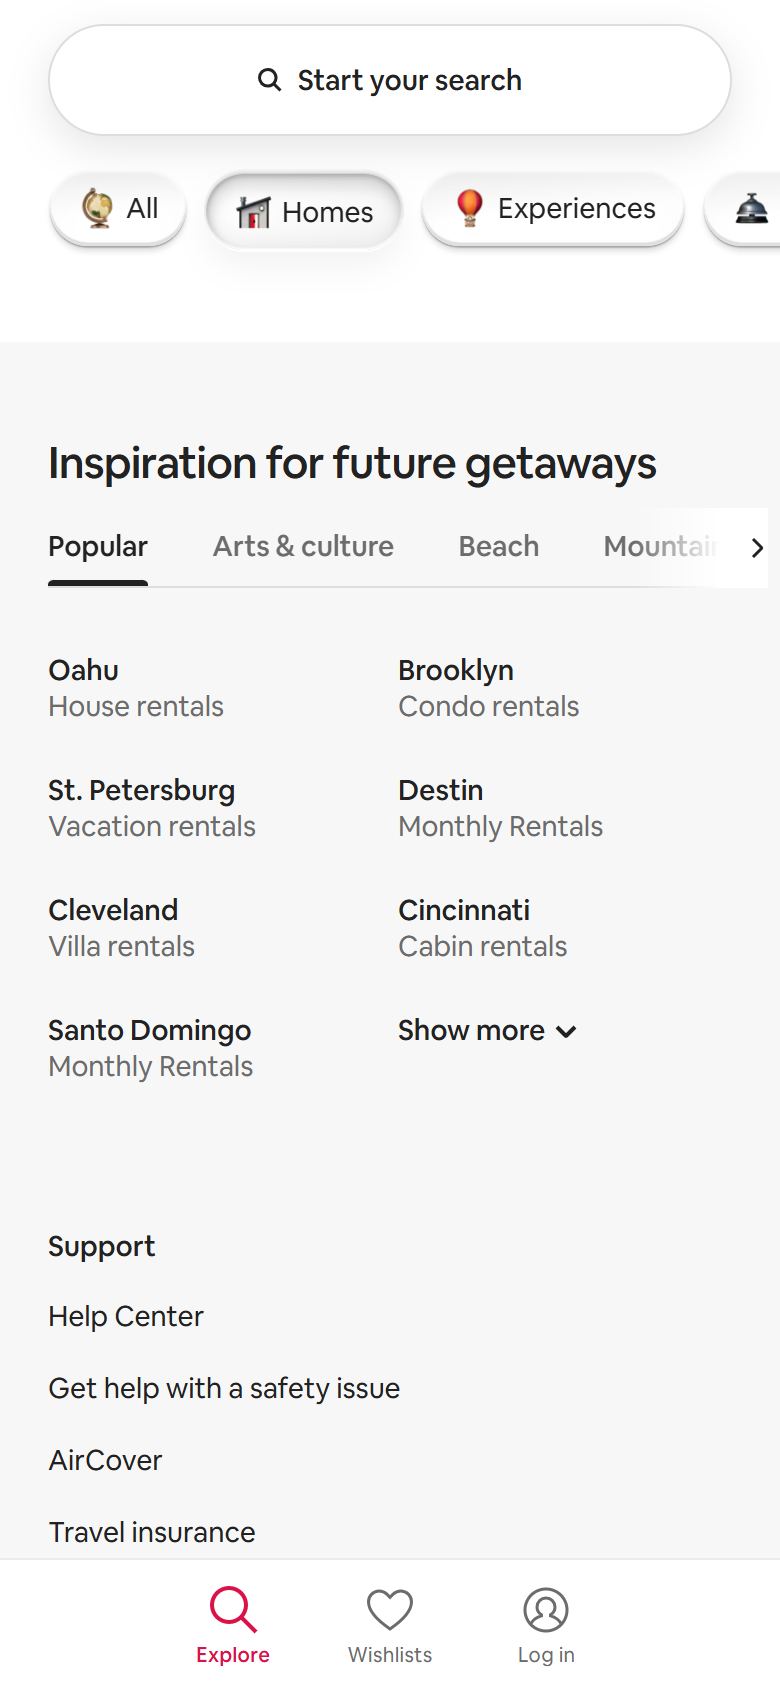 Start your search
All
Homes
Experiences
Inspiration for future getaways
Popular
Arts & culture
Beach
Mountain
Oahu
House rentals
Brooklyn
Condo rentals
St. Petersburg
Vacation rentals
Destin
Monthly Rentals
Cleveland
Villa rentals
Cincinnati
Cabin rentals
Santo Domingo
Monthly Rentals
Show more
Support
Help Center
Get help with a safety issue
AirCover
Travel insurance
Explore
Wishlists
Log in